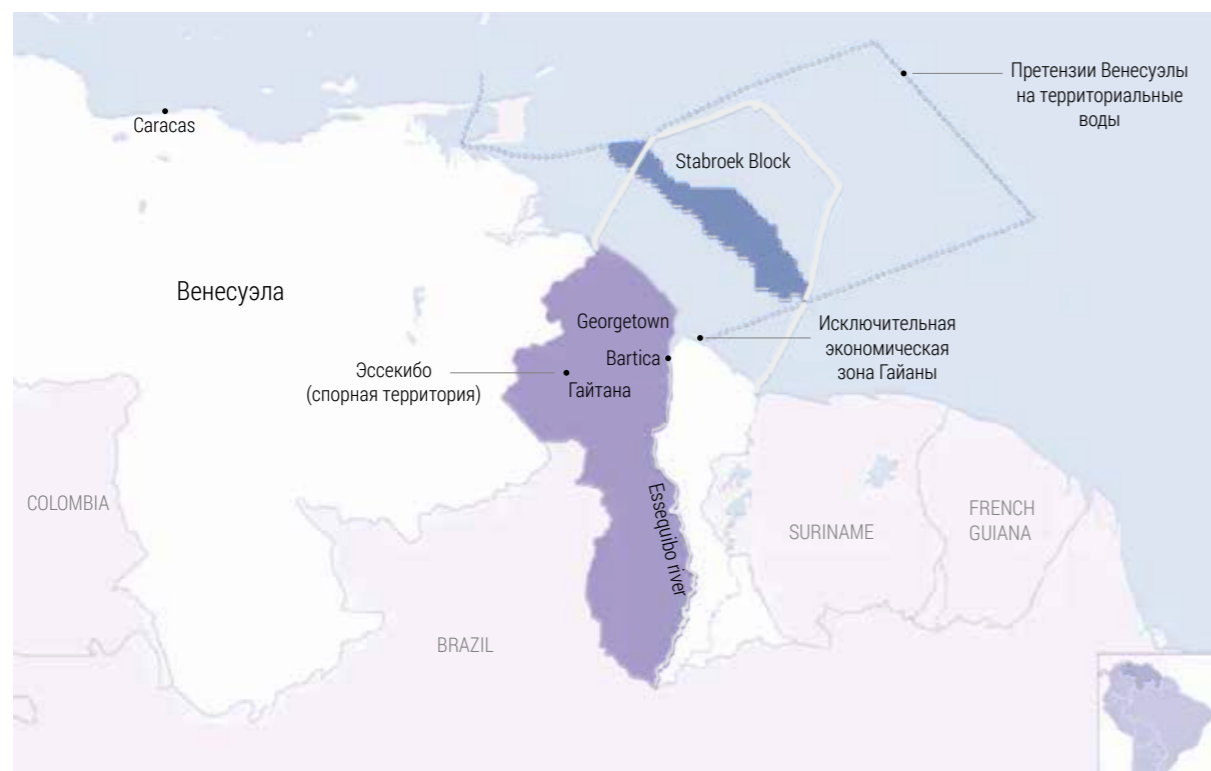 Претензии Венесуэлы
на территориальные
воды
Caracas
Stabroek Block
Венесуэла
Georgetown
Исключительная
экономическая
зона Гайаны
Bartica
Эссекибо
(спорная территория)
Гайтана
COLOMBIA
Essequibo river
FRENCH
GUIANA
SURINAME
BRAZIL